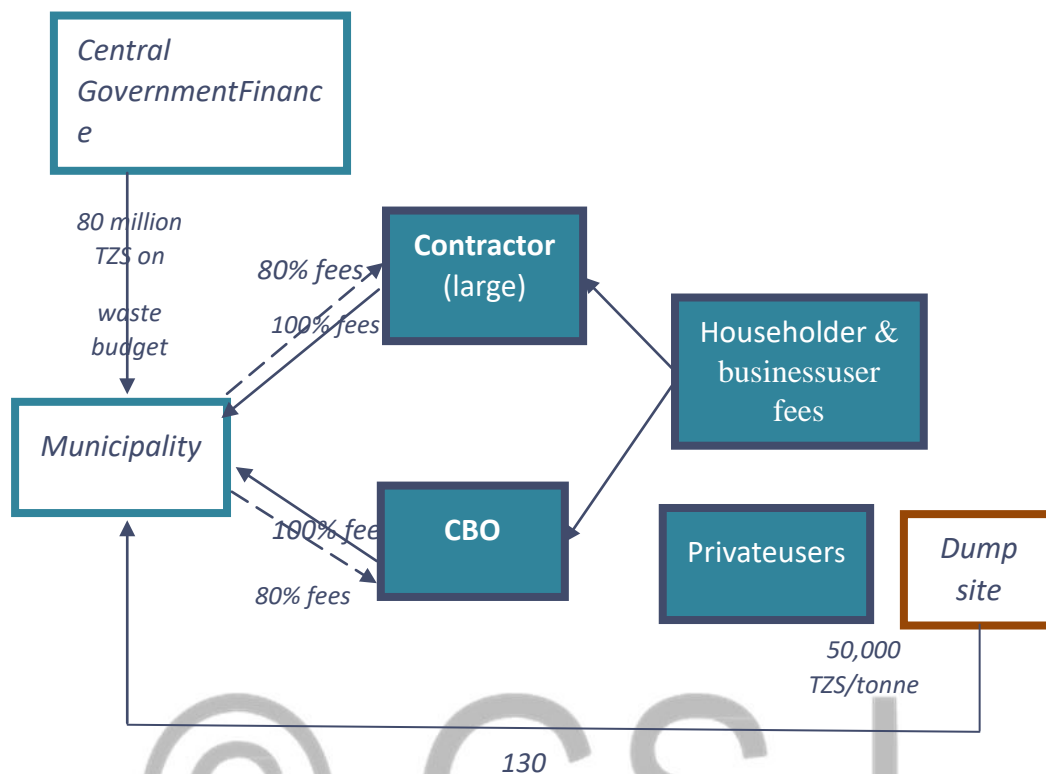 Central
GovernmentFinanc
e
80 million
TZS on
waste
budget
Contractor
(large)
80% fees
100% fees
Householder &
businessuser
fees
Municipality
100% fee
CBO
80% fees
Privateusers
Dump
site
50,000
TZS/tonne
130
© CSI